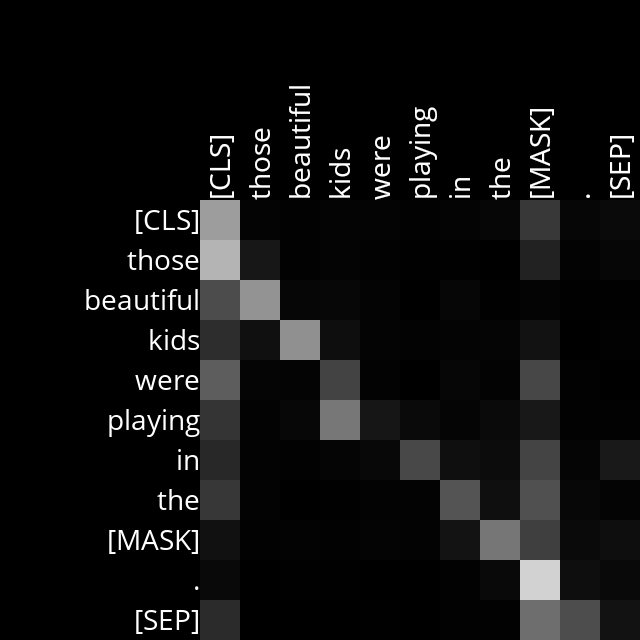 [CLS]
those
beautiful
kids
were
playing
in
the
[MASK]
.
[SEP]
[CLS]
those
beautiful
kids
were
playing
in
the
[MASK]
.
[SEP]